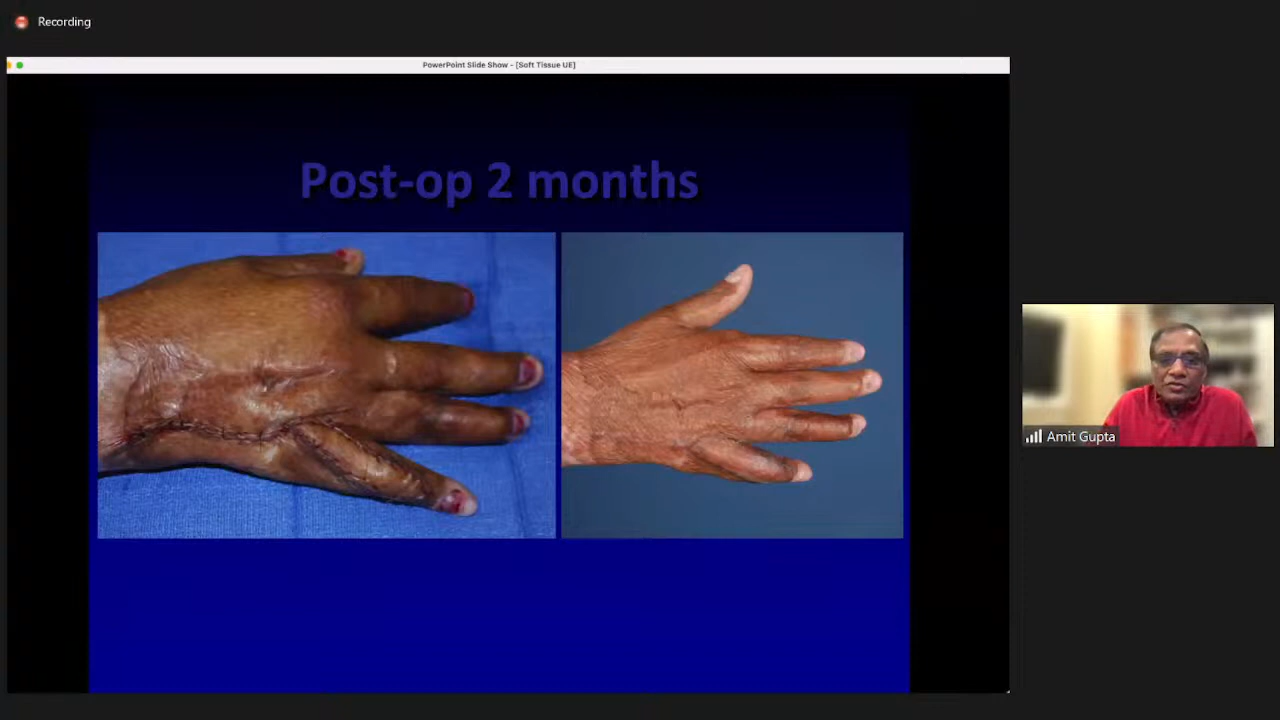 Recording
PowerPoint Slide Show - [Soft Tissue UE]
Post-op 2 months
Amit Gupta